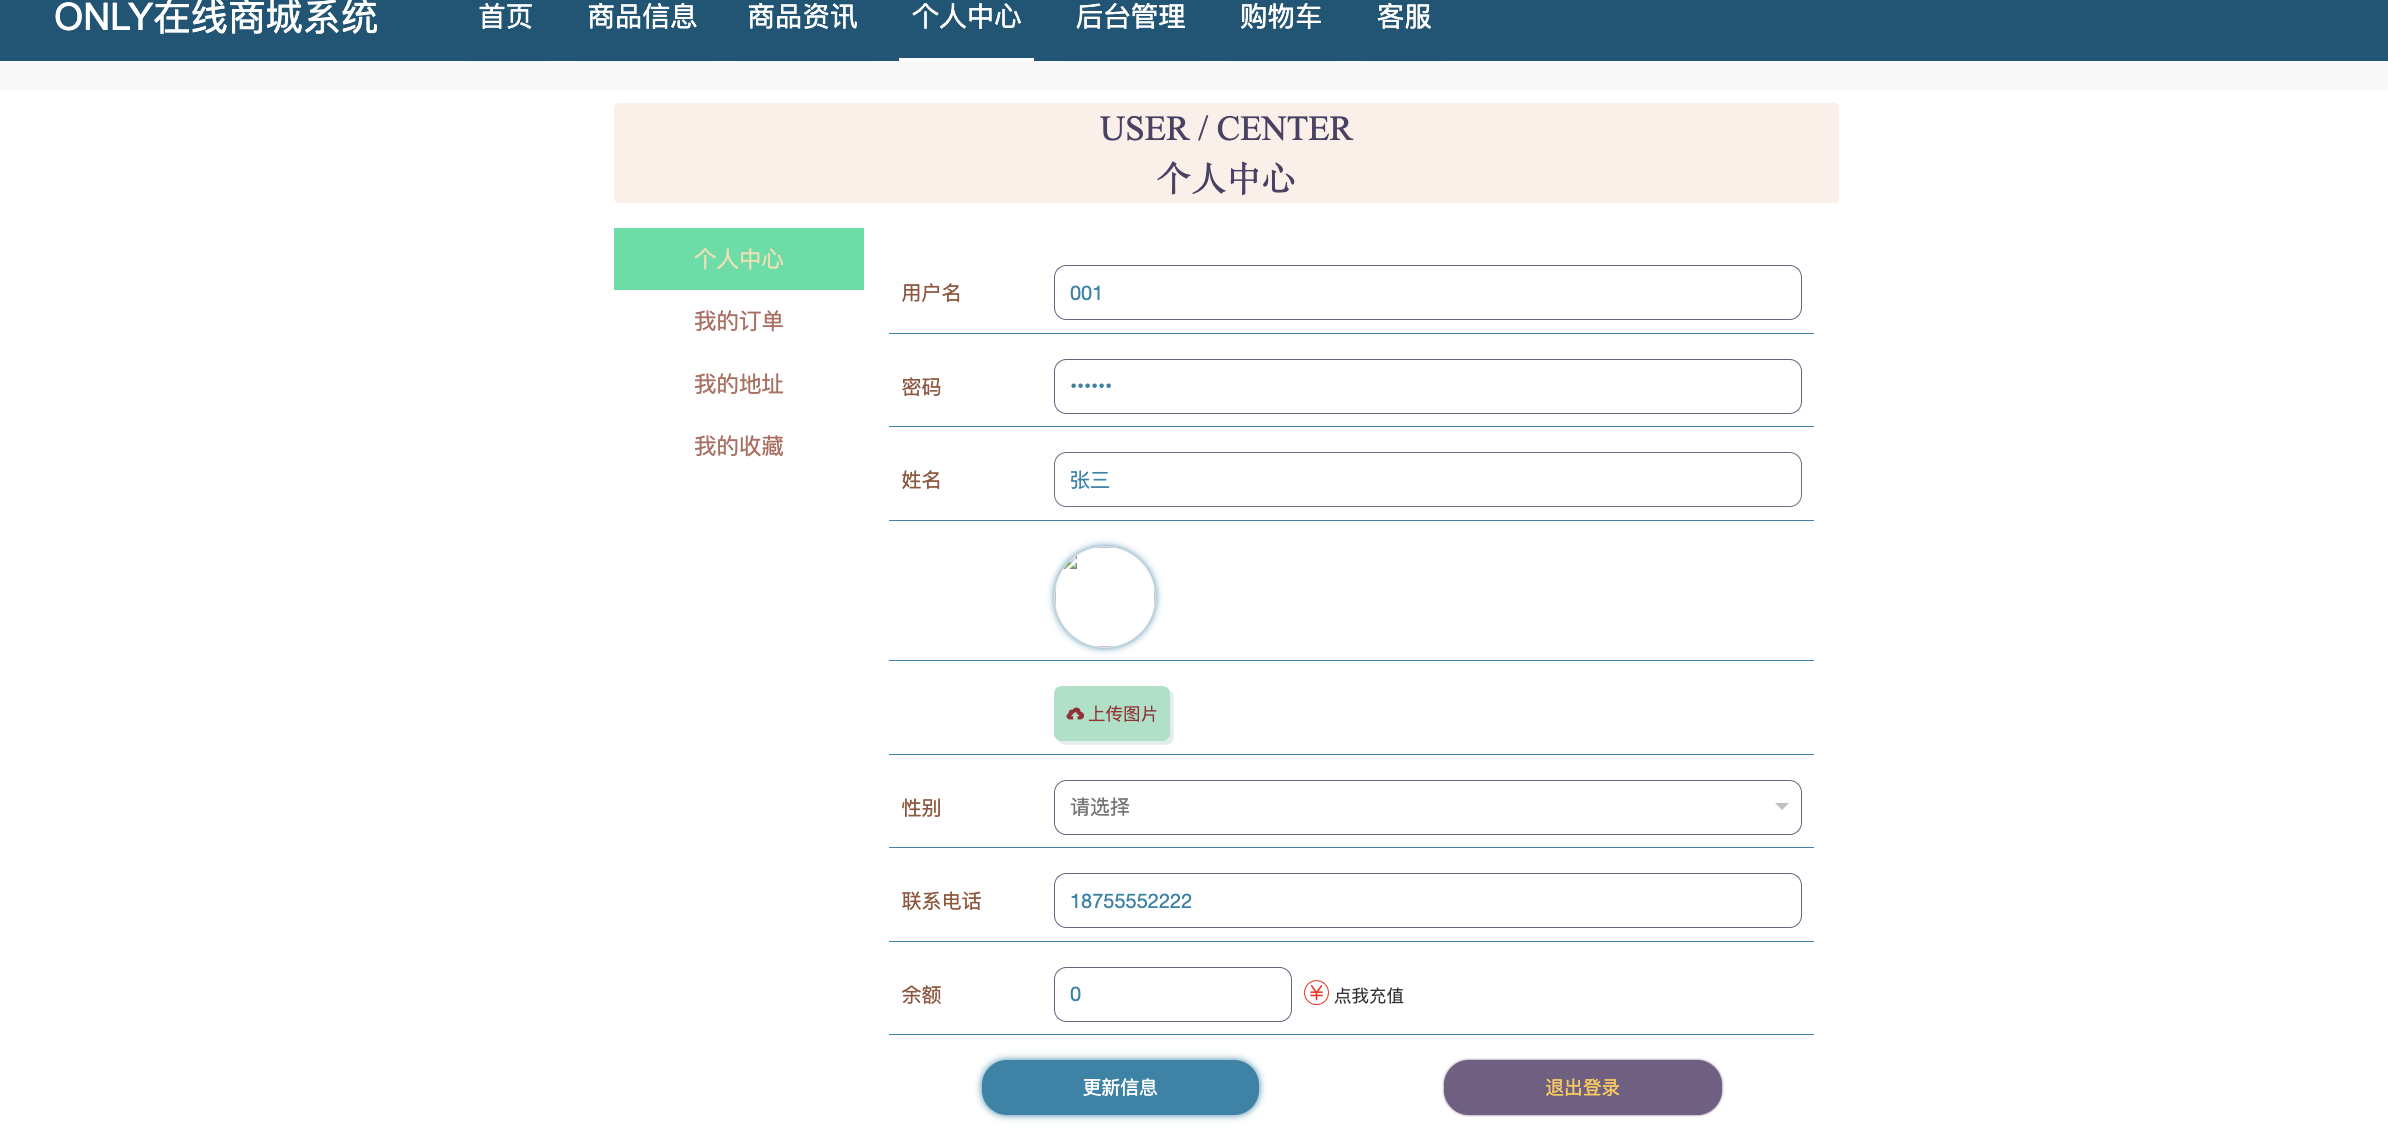 ONLY在线商城系统 首页 商品信息 商品资讯 个人中心 后台管理 购物车 客服
USER / CENTER
个人中心
个人中心
我的订单
我的地址
我的收藏
用户名 001
密码 ••••••
姓名 张三
上传图片
性别 请选择
联系电话 18755552222
余额 0 ¥ 点我充值
更新信息 退出登录